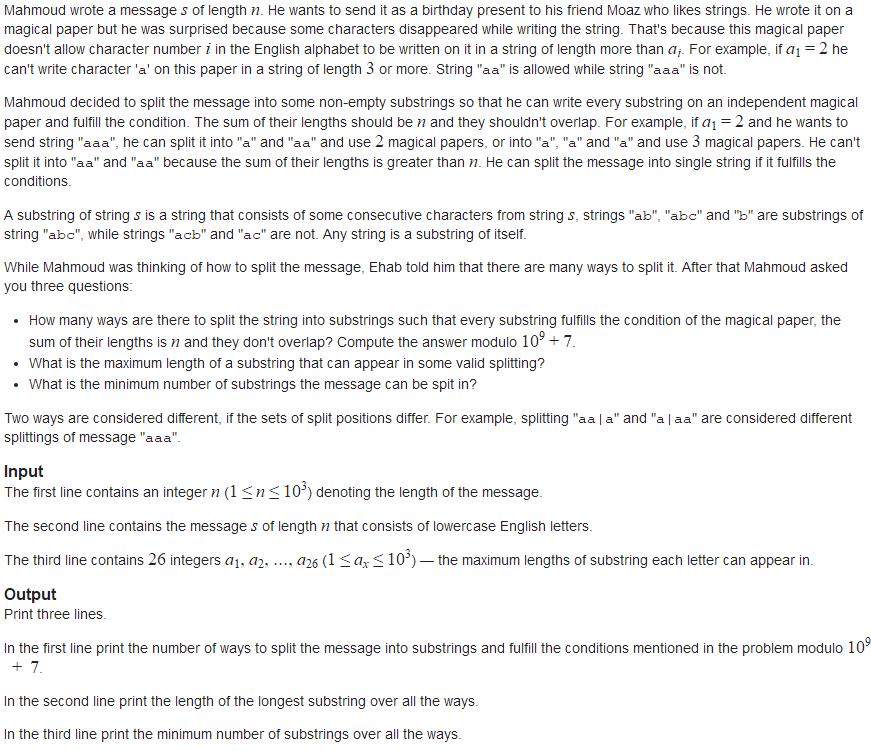 Mahmoud wrote a message s of length n. He wants to send it as a birthday present to his friend Moaz who likes strings. He wrote it on a
magical paper but he was surprised because some characters disappeared while writing the string. That's because this magical paper
doesn't allow character number i in the English alphabet to be written on it in a string of length more than aᵢ. For example, if a₁ = 2 he
can't write character 'a' on this paper in a string of length 3 or more. String "aa" is allowed while string "aaa" is not.
Mahmoud decided to split the message into some non-empty substrings so that he can write every substring on an independent magical
paper and fulfill the condition. The sum of their lengths should be n and they shouldn't overlap. For example, if a₁ = 2 and he wants to
send string "aaa", he can split it into "a" and "aa" and use 2 magical papers, or into "a", "a" and "a" and use 3 magical papers. He can't
split it into "aa" and "aa" because the sum of their lengths is greater than n. He can split the message into single string if it fulfills the
conditions.
A substring of string s is a string that consists of some consecutive characters from string s, strings "ab", "abc" and "b" are substrings of
string "abc", while strings "acb" and "ac" are not. Any string is a substring of itself.
While Mahmoud was thinking of how to split the message, Ehab told him that there are many ways to split it. After that Mahmoud asked
you three questions:
• How many ways are there to split the string into substrings such that every substring fulfills the condition of the magical paper, the
sum of their lengths is n and they don't overlap? Compute the answer modulo 10⁹ + 7.
• What is the maximum length of a substring that can appear in some valid splitting?
• What is the minimum number of substrings the message can be spit in?
Two ways are considered different, if the sets of split positions differ. For example, splitting "aa|a" and "a|aa" are considered different
splittings of message "aaa".
Input
The first line contains an integer n (1 ≤ n ≤ 10³) denoting the length of the message.
The second line contains the message s of length n that consists of lowercase English letters.
The third line contains 26 integers a₁, a₂, ..., a₂₆ (1 ≤ aₓ ≤ 10³) — the maximum lengths of substring each letter can appear in.
Output
Print three lines.
In the first line print the number of ways to split the message into substrings and fulfill the conditions mentioned in the problem modulo 10⁹
+ 7.
In the second line print the length of the longest substring over all the ways.
In the third line print the minimum number of substrings over all the ways.